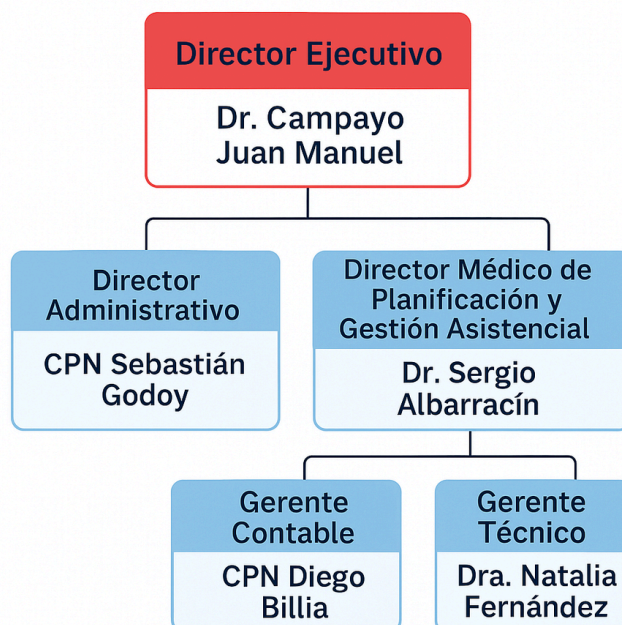 Director Ejecutivo
Dr. Campayo
Juan Manuel
Director
Administrativo
CPN Sebastián
Godoy
Director Médico de
Planificación y
Gestión Asistencial
Dr. Sergio
Albarracín
Gerente
Contable
CPN Diego
Billia
Gerente
Técnico
Dra. Natalia
Fernández